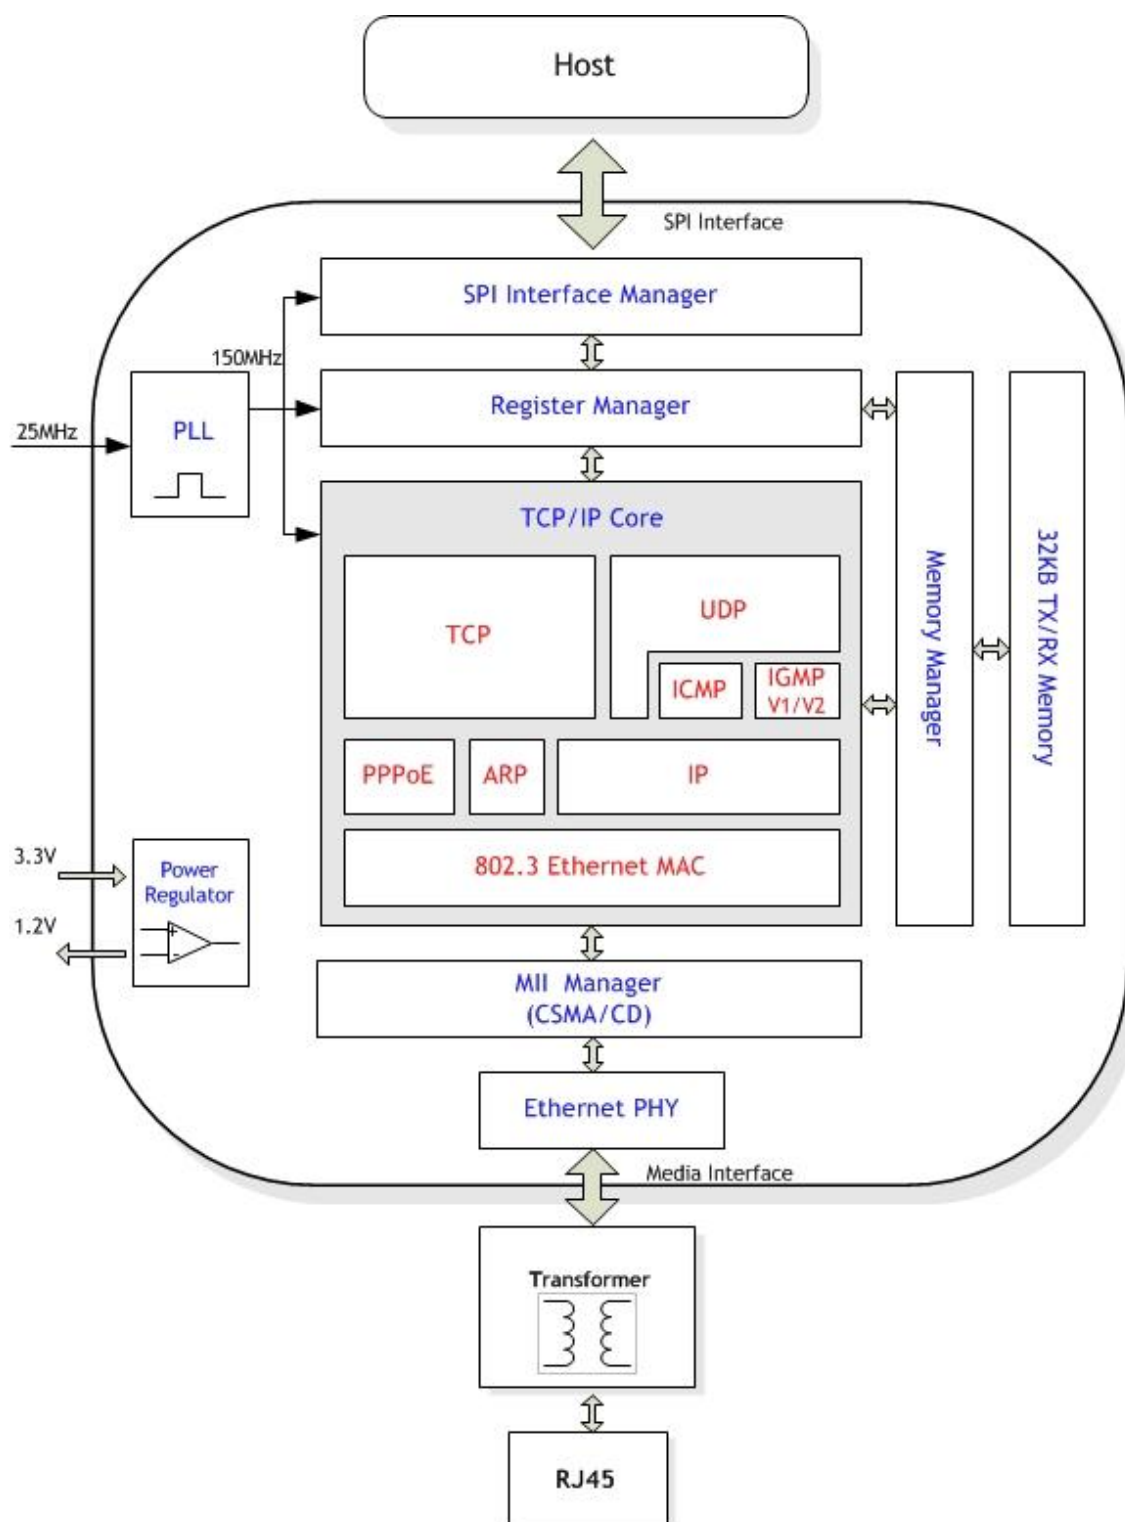 Host
SPI Interface
SPI Interface Manager
150MHz
Register Manager
PLL
25MHz
TCP/IP Core
TCP
UDP
ICMP
IGMP
V1/V2
PPPoE
ARP
IP
802.3 Ethernet MAC
Memory Manager
32KB TX/RX Memory
3.3V
1.2V
Power
Regulator
MII Manager
(CSMA/CD)
Ethernet PHY
Media Interface
Transformer
RJ45